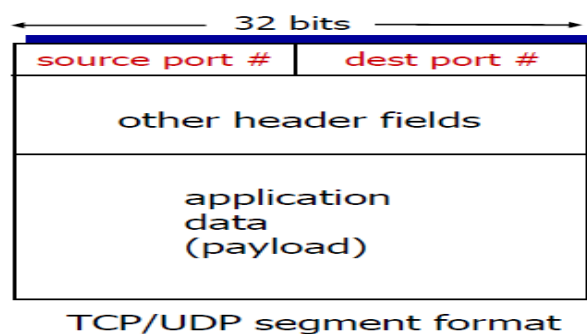 32 bits
source port # dest port #
other header fields
application
data
(payload)
TCP/UDP segment format